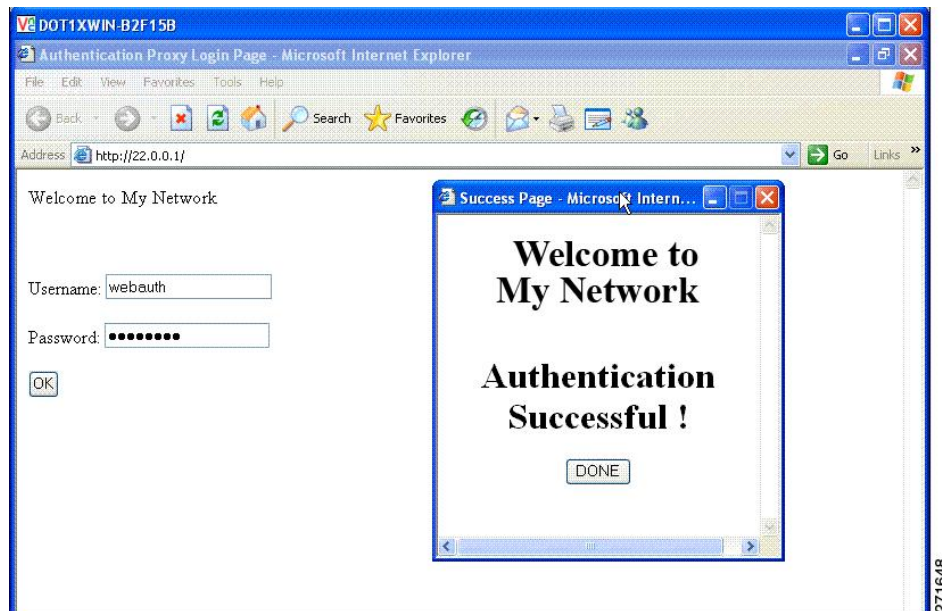 DOT1XWIN-B2F15B
Authentication Proxy Login Page - Microsoft Internet Explorer
File Edit View Favorites Tools Help
Back Search Favorites
Address http://22.0.0.1/ Go Links »
Welcome to My Network
Username: webauth
Password: ●●●●●●●●
OK
Success Page - Microsoft Intern...
Welcome to
My Network
Authentication
Successful !
DONE
271648